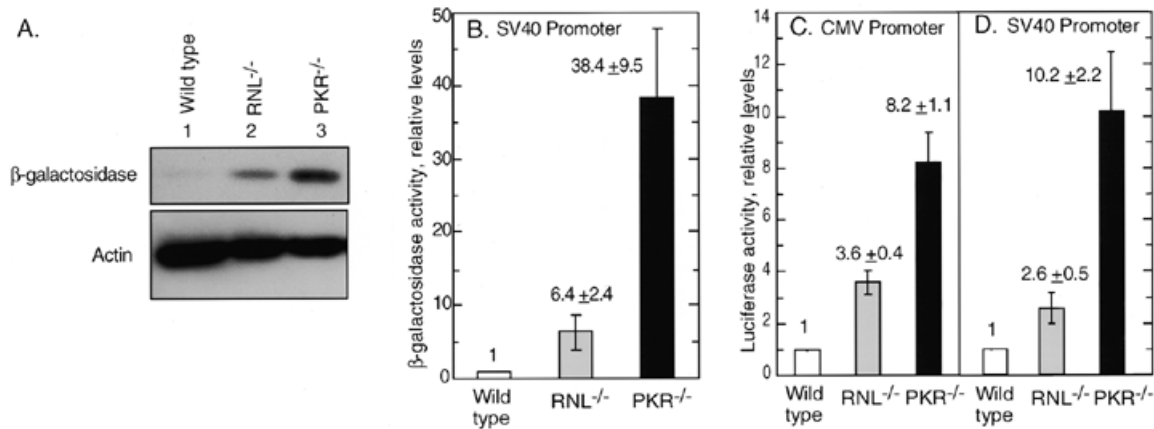 A.
Wild type
RNL-/-
PKR-/-
1 2 3
β-galactosidase
Actin
B. SV40 Promoter
β-galactosidase activity, relative levels
50
40
30
20
10
0
1
6.4 ±2.4
38.4 ±9.5
Wild type
RNL-/-
PKR-/-
C. CMV Promoter
Luciferase activity, relative levels
14
12
10
8
6
4
2
0
1
3.6 ±0.4
8.2 ±1.1
Wild type
RNL-/-
PKR-/-
D. SV40 Promoter
1
2.6 ±0.5
10.2 ±2.2
Wild type
RNL-/-
PKR-/-